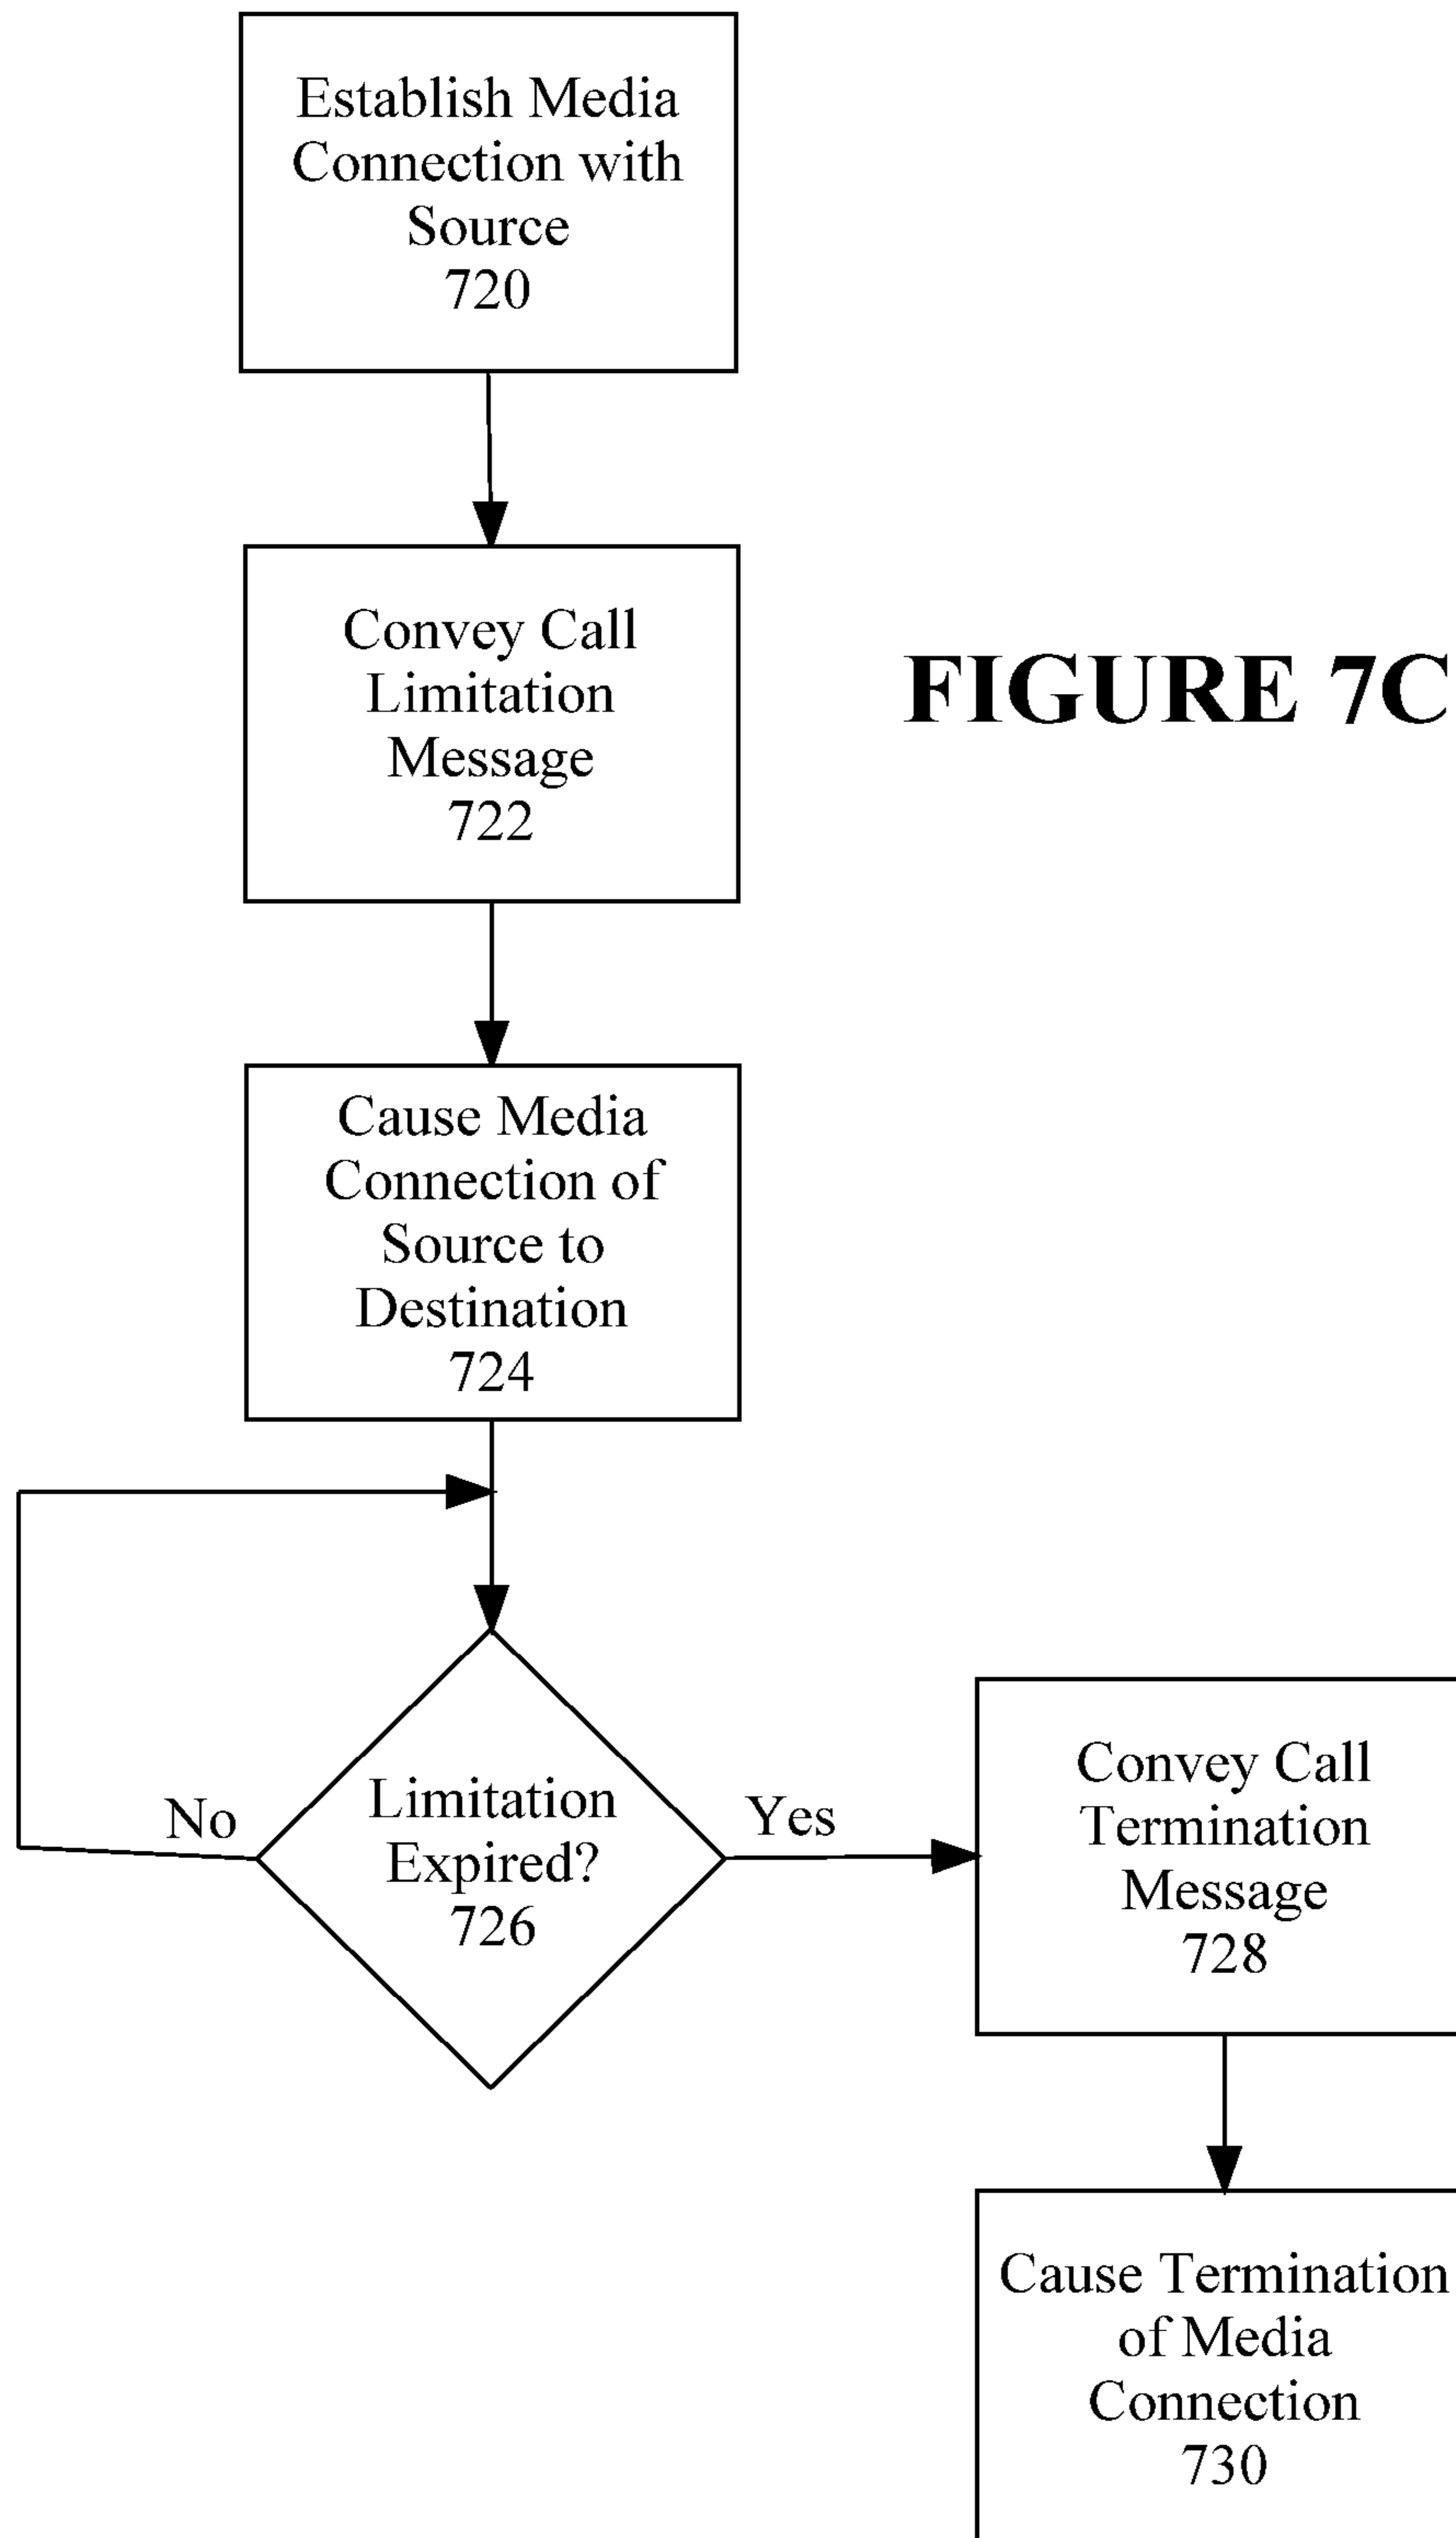 Establish Media
Connection with
Source
720
Convey Call
Limitation
Message
722
FIGURE 7C
Cause Media
Connection of
Source to
Destination
724
No
Limitation
Expired?
726
Yes
Convey Call
Termination
Message
728
Cause Termination
of Media
Connection
730